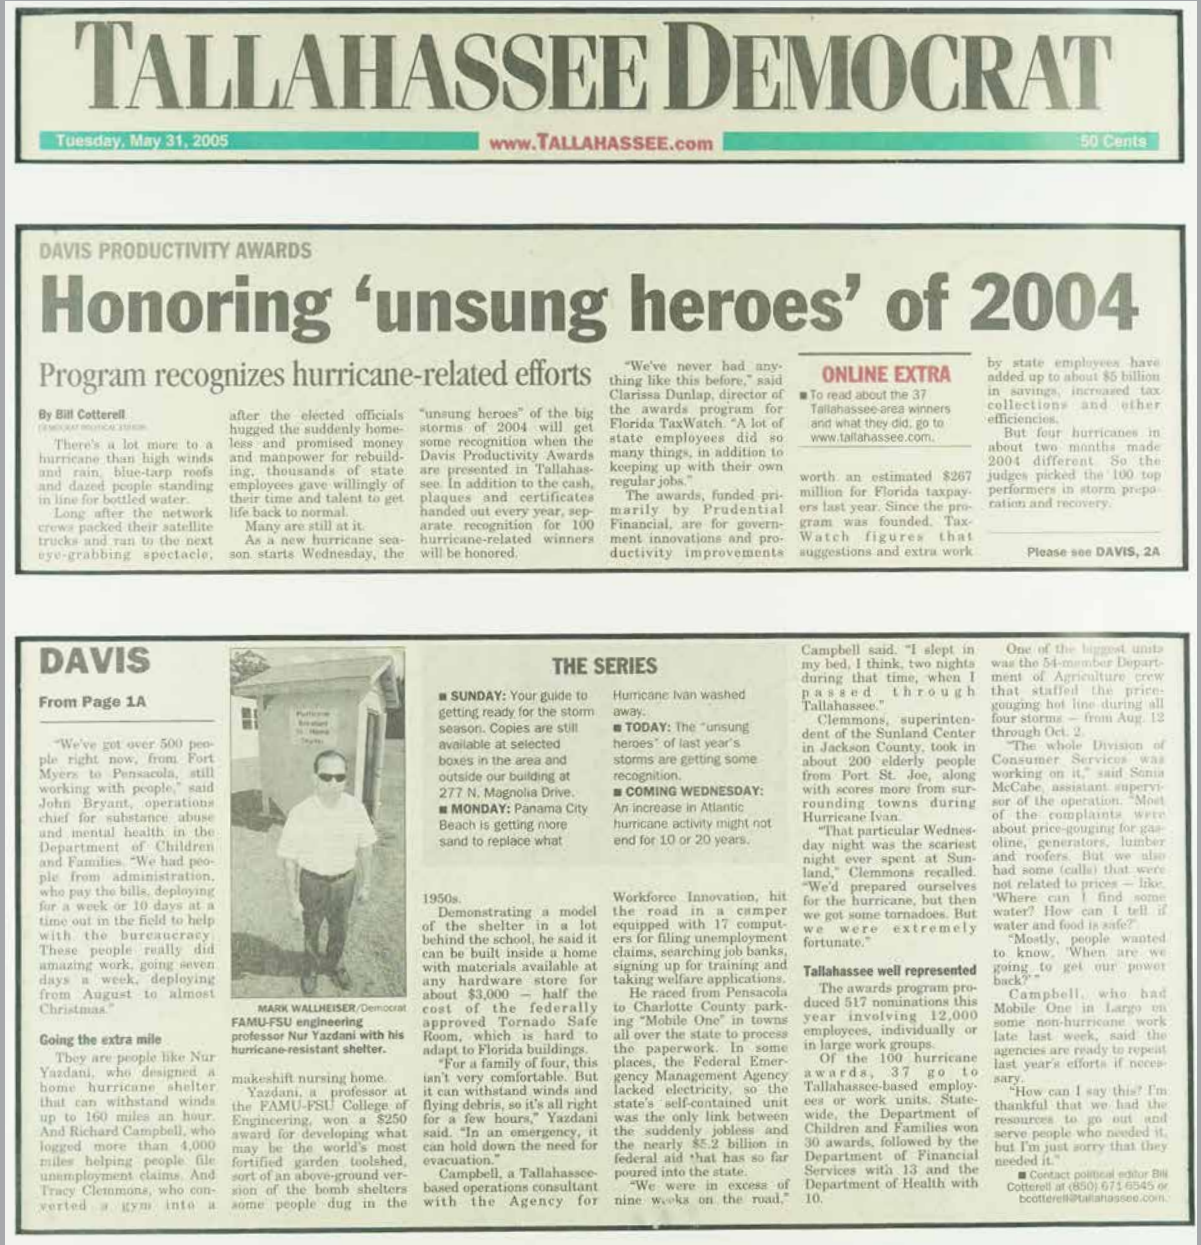 TALLAHASSEE DEMOCRAT
Tuesday, May 31, 2005
www.TALLAHASSEE.com
50 Cents
DAVIS PRODUCTIVITY AWARDS
Honoring 'unsung heroes' of 2004
Program recognizes hurricane-related efforts
By Bill Cotterell
DEMOCRAT POLITICAL EDITOR
There's a lot more to a
hurricane than high winds
and rain, blue-tarp roofs
and dazed people standing
in line for bottled water.
Long after the network
crews packed their satellite
trucks and ran to the next
eye-grabbing spectacle,
after the elected officials
hugged the suddenly home-
less and promised money
and manpower for rebuild-
ing, thousands of state
employees gave willingly of
their time and talent to get
life back to normal.
Many are still at it.
As a new hurricane sea-
son starts Wednesday, the
"unsung heroes" of the big
storms of 2004 will get
some recognition when the
Davis Productivity Awards
are presented in Tallahas-
see. In addition to the cash,
plaques and certificates
handed out every year, sep-
arate recognition for 100
hurricane-related winners
will be honored.
"We've never had any-
thing like this before," said
Clarissa Dunlap, director of
the awards program for
Florida TaxWatch. "A lot of
state employees did so
many things, in addition to
keeping up with their own
regular jobs."
The awards, funded pri-
marily by Prudential
Financial, are for govern-
ment innovations and pro-
ductivity improvements
ONLINE EXTRA
■ To read about the 37
Tallahassee-area winners
and what they did, go to
www.tallahassee.com.
worth an estimated $267
million for Florida taxpay-
ers last year. Since the pro-
gram was founded, Tax-
Watch figures that
suggestions and extra work
by state employees have
added up to about $5 billion
in savings, increased tax
collections and other
efficiencies.
But four hurricanes in
about two months made
2004 different. So the
judges picked the 100 top
performers in storm prepa-
ration and recovery.
Please see DAVIS, 2A
DAVIS
From Page 1A
"We've got over 500 peo-
ple right now, from Fort
Myers to Pensacola, still
working with people," said
John Bryant, operations
chief for substance abuse
and mental health in the
Department of Children
and Families. "We had peo-
ple from administration,
who pay the bills, deploying
for a week or 10 days at a
time out in the field to help
with the bureaucracy.
These people really did
amazing work, going seven
days a week, deploying
from August to almost
Christmas."
Going the extra mile
They are people like Nur
Yazdani, who designed a
home hurricane shelter
that can withstand winds
up to 160 miles an hour.
And Richard Campbell, who
logged more than 4,000
miles helping people file
unemployment claims. And
Tracy Clemmons, who con-
verted a gym into a
MARK WALLHEISER/Democrat
FAMU-FSU engineering
professor Nur Yazdani with his
hurricane-resistant shelter.
makeshift nursing home.
Yazdani, a professor at
the FAMU-FSU College of
Engineering, won a $250
award for developing what
may be the world's most
fortified garden toolshed,
sort of an above-ground ver-
sion of the bomb shelters
some people dug in the
THE SERIES
■ SUNDAY: Your guide to
getting ready for the storm
season. Copies are still
available at selected
boxes in the area and
outside our building at
277 N. Magnolia Drive.
■ MONDAY: Panama City
Beach is getting more
sand to replace what
Hurricane Ivan washed
away.
■ TODAY: The "unsung
heroes" of last year's
storms are getting some
recognition.
■ COMING WEDNESDAY:
An increase in Atlantic
hurricane activity might not
end for 10 or 20 years.
1950s.
Demonstrating a model
of the shelter in a lot
behind the school, he said it
can be built inside a home
with materials available at
any hardware store for
about $3,000 — half the
cost of the federally
approved Tornado Safe
Room, which is hard to
adapt to Florida buildings.
"For a family of four, this
isn't very comfortable. But
it can withstand winds and
flying debris, so it's all right
for a few hours," Yazdani
said. "In an emergency, it
can hold down the need for
evacuation."
Campbell, a Tallahassee-
based operations consultant
with the Agency for
Workforce Innovation, hit
the road in a camper
equipped with 17 comput-
ers for filing unemployment
claims, searching job banks,
signing up for training and
taking welfare applications.
He raced from Pensacola
to Charlotte County park-
ing "Mobile One" in towns
all over the state to process
the paperwork. In some
places, the Federal Emer-
gency Management Agency
lacked electricity, so the
state's self-contained unit
was the only link between
the suddenly jobless and
the nearly $5.2 billion in
federal aid that has so far
poured into the state.
"We were in excess of
nine weeks on the road,"
Campbell said. "I slept in
my bed, I think, two nights
during that time, when I
passed through
Tallahassee."
Clemmons, superinten-
dent of the Sunland Center
in Jackson County, took in
about 200 elderly people
from Port St. Joe, along
with scores more from sur-
rounding towns during
Hurricane Ivan.
"That particular Wednes-
day night was the scariest
night ever spent at Sun-
land," Clemmons recalled.
"We'd prepared ourselves
for the hurricane, but then
we got some tornadoes. But
we were extremely
fortunate."
Tallahassee well represented
The awards program pro-
duced 517 nominations this
year involving 12,000
employees, individually or
in large work groups.
Of the 100 hurricane
awards, 37 go to
Tallahassee-based employ-
ees or work units. State-
wide, the Department of
Children and Families won
30 awards, followed by the
Department of Financial
Services with 13 and the
Department of Health with
10.
One of the biggest units
was the 54-member Depart-
ment of Agriculture crew
that staffed the price-
gouging hot line during all
four storms — from Aug. 12
through Oct. 2.
"The whole Division of
Consumer Services was
working on it," said Sonia
McCabe, assistant supervi-
sor of the operation. "Most
of the complaints were
about price-gouging for gas-
oline, generators, lumber
and roofers. But we also
had some (calls) that were
not related to prices — like,
'Where can I find some
water? How can I tell if
water and food is safe?'
"Mostly, people wanted
to know, 'When are we
going to get our power
back?' "
Campbell, who had
Mobile One in Largo on
some non-hurricane work
late last week, said the
agencies are ready to repeat
last year's efforts if neces-
sary.
"How can I say this? I'm
thankful that we had the
resources to go out and
serve people who needed it,
but I'm just sorry that they
needed it."
■ Contact political editor Bill
Cotterell at (850) 671-6545 or
bcotterell@tallahassee.com.